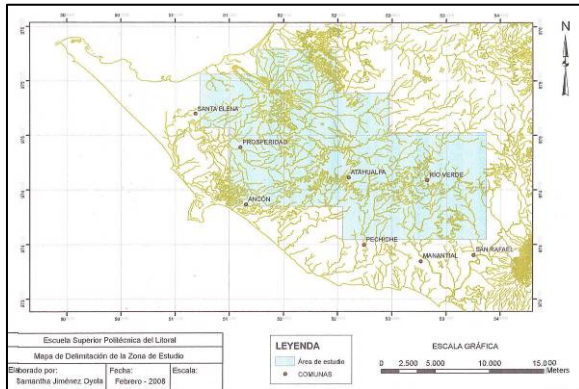 N
SANTA ELENA
PROSPERIDAD
ATAHUALPA
RIO VERDE
ANCÓN
PECHICHE
MANANTIAL
SAN RAFAEL
Escuela Superior Politécnica del Litoral
Mapa de Delimitación de la Zona de Estudio
Elaborado por:
Samantha Jiménez Oyola
Fecha:
Febrero - 2008
Escala:
LEYENDA
Área de estudio
COMUNAS
ESCALA GRÁFICA
0 2.500 5.000 10.000 15.000
Meters